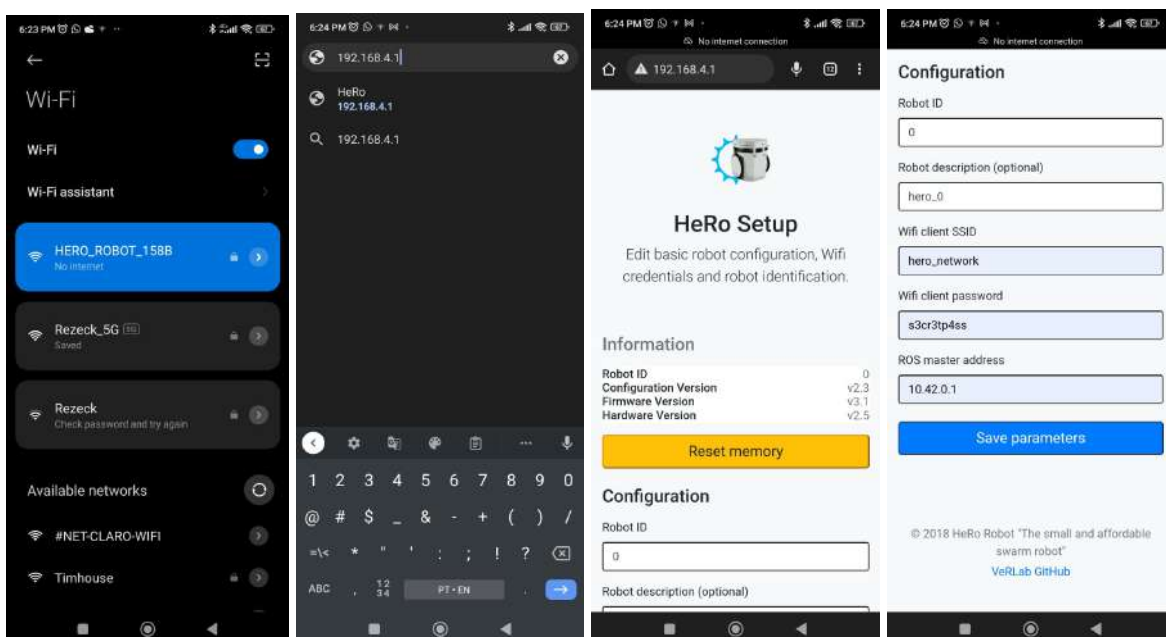 6:23 PM
Wi-Fi
Wi-Fi
Wi-Fi assistant
HERO_ROBOT_158B
No internet
Rezeck_5G 5G
Saved
Rezeck
Check password and try again
Available networks
#NET-CLARO-WIFI
Timhouse
6:24 PM
192.168.4.1
HeRo
192.168.4.1
192.168.4.1
1 2 3 4 5 6 7 8 9 0
@ # $ _ & - + ( ) /
=\< * " ' : ; ! ?
ABC , 12 34 PT • EN .
6:24 PM
No internet connection
192.168.4.1 12
HeRo Setup
Edit basic robot configuration, Wifi
credentials and robot identification.
Information
Robot ID 0
Configuration Version v2.3
Firmware Version v3.1
Hardware Version v2.5
Reset memory
Configuration
Robot ID
0
Robot description (optional)
6:24 PM
No internet connection
Configuration
Robot ID
0
Robot description (optional)
hero_0
Wifi client SSID
hero_network
Wifi client password
s3cr3tp4ss
ROS master address
10.42.0.1
Save parameters
© 2018 HeRo Robot "The small and affordable
swarm robot"
VeRLab GitHub